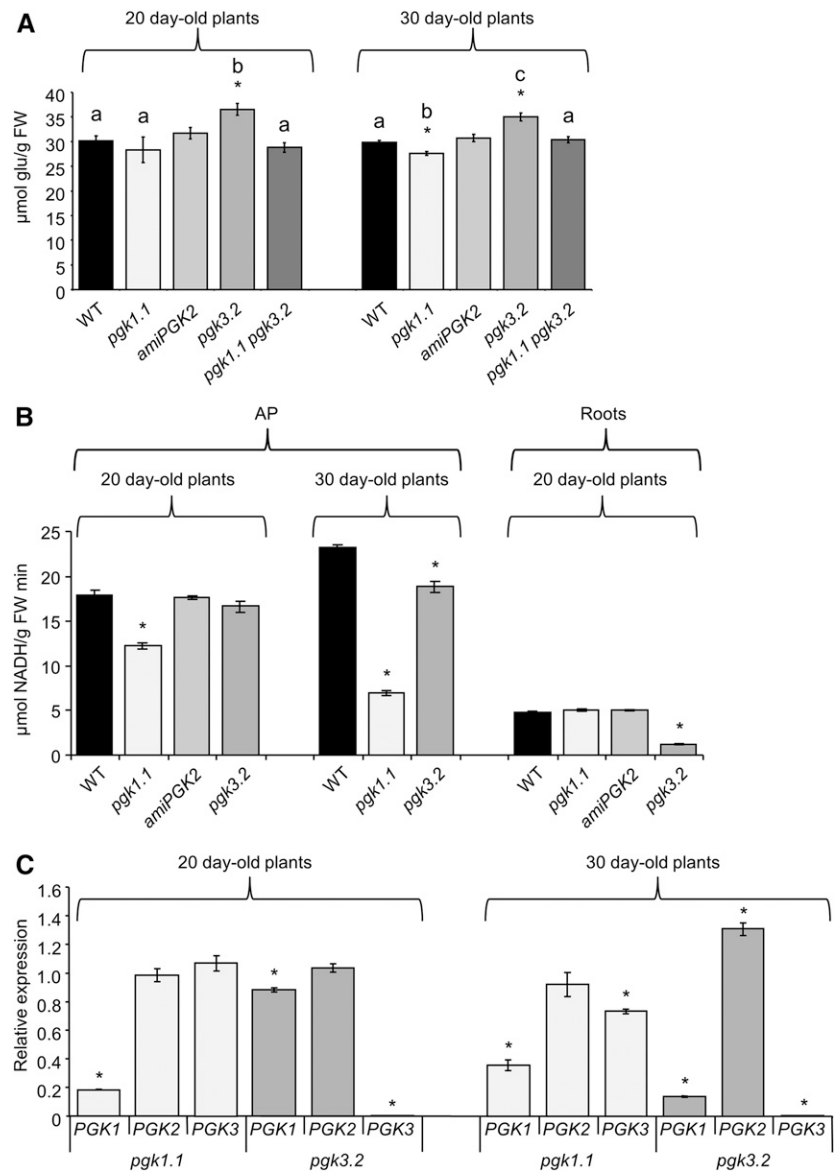 A
20 day-old plants
30 day-old plants
µmol glu/g FW
40
35
30
25
20
15
10
5
0
a
a
b
*
a
a
b
*
c
*
a
WT
pgk1.1
amiPGK2
pgk3.2
pgk1.1 pgk3.2
WT
pgk1.1
amiPGK2
pgk3.2
pgk1.1 pgk3.2
B
AP
Roots
20 day-old plants
30 day-old plants
20 day-old plants
µmol NADH/g FW min
25
20
15
10
5
0
*
*
*
*
WT
pgk1.1
amiPGK2
pgk3.2
WT
pgk1.1
pgk3.2
WT
pgk1.1
amiPGK2
pgk3.2
C
20 day-old plants
30 day-old plants
Relative expression
1.6
1.4
1.2
1.0
0.8
0.6
0.4
0.2
0
*
*
*
*
*
*
*
*
PGK1 PGK2 PGK3 PGK1 PGK2 PGK3 PGK1 PGK2 PGK3 PGK1 PGK2 PGK3
pgk1.1 pgk3.2 pgk1.1 pgk3.2